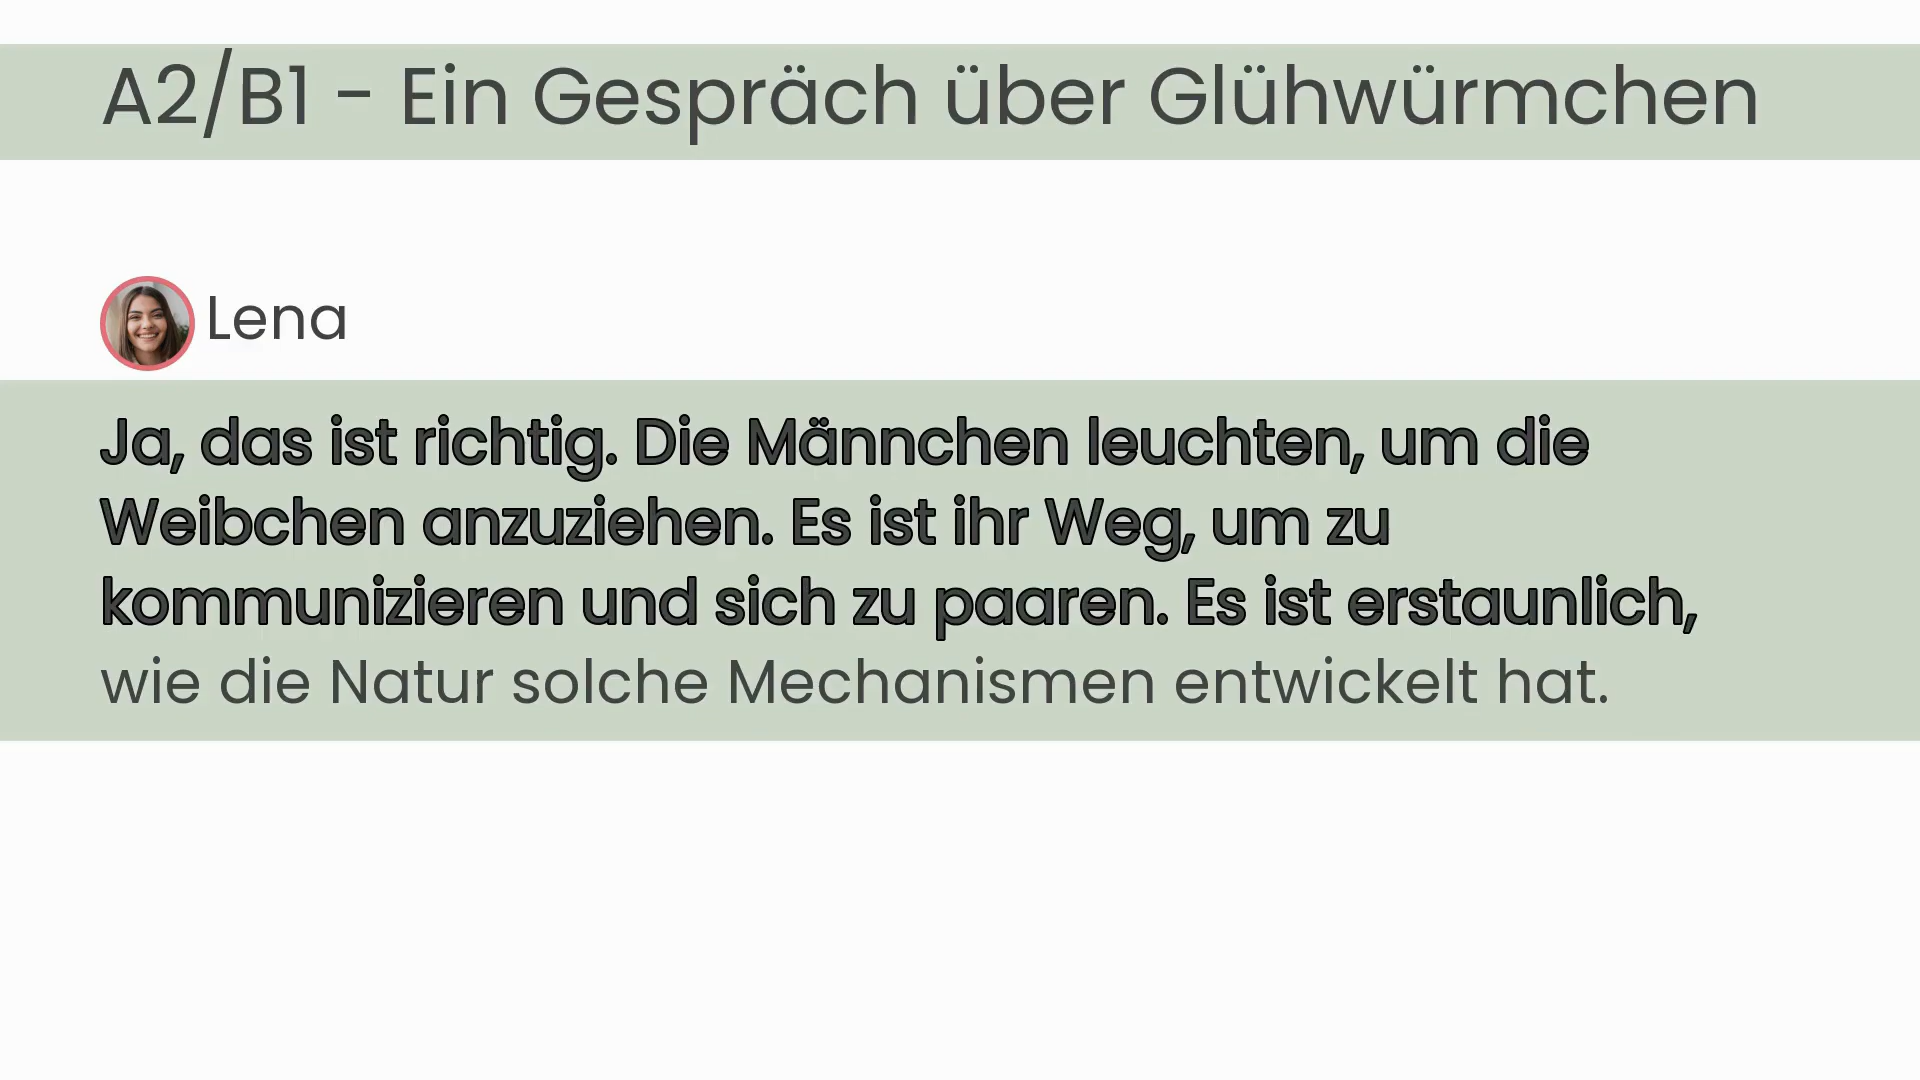 A2/B1 - Ein Gespräch über Glühwürmchen
Lena
Ja, das ist richtig. Die Männchen leuchten, um die
Weibchen anzuziehen. Es ist ihr Weg, um zu
kommunizieren und sich zu paaren. Es ist erstaunlich,
wie die Natur solche Mechanismen entwickelt hat.